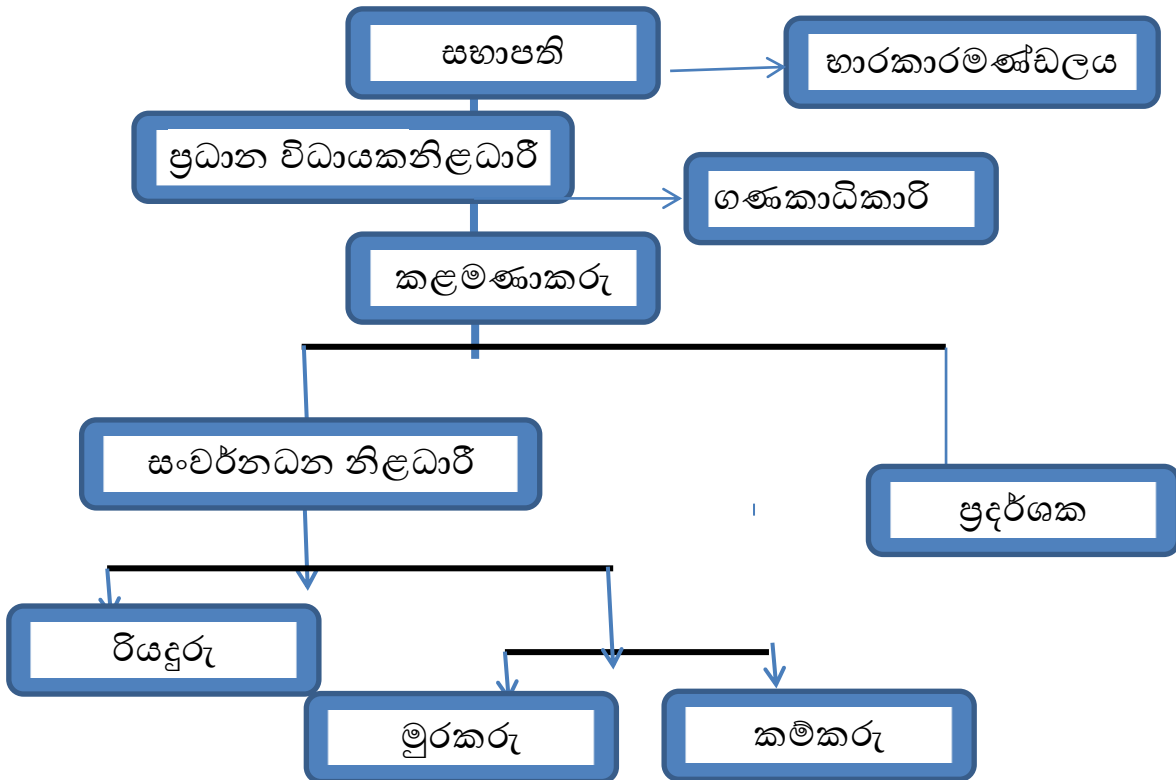 සභාපති
භාරකාරමණ්ඩලය
ප්‍රධාන විධායකනිළධාරී
ගණකාධිකාරි
කළමණාකරු
සංවර්නධන නිළධාරී
ප්‍රදර්ශක
රියදුරු
මුරකරු
කම්කරු